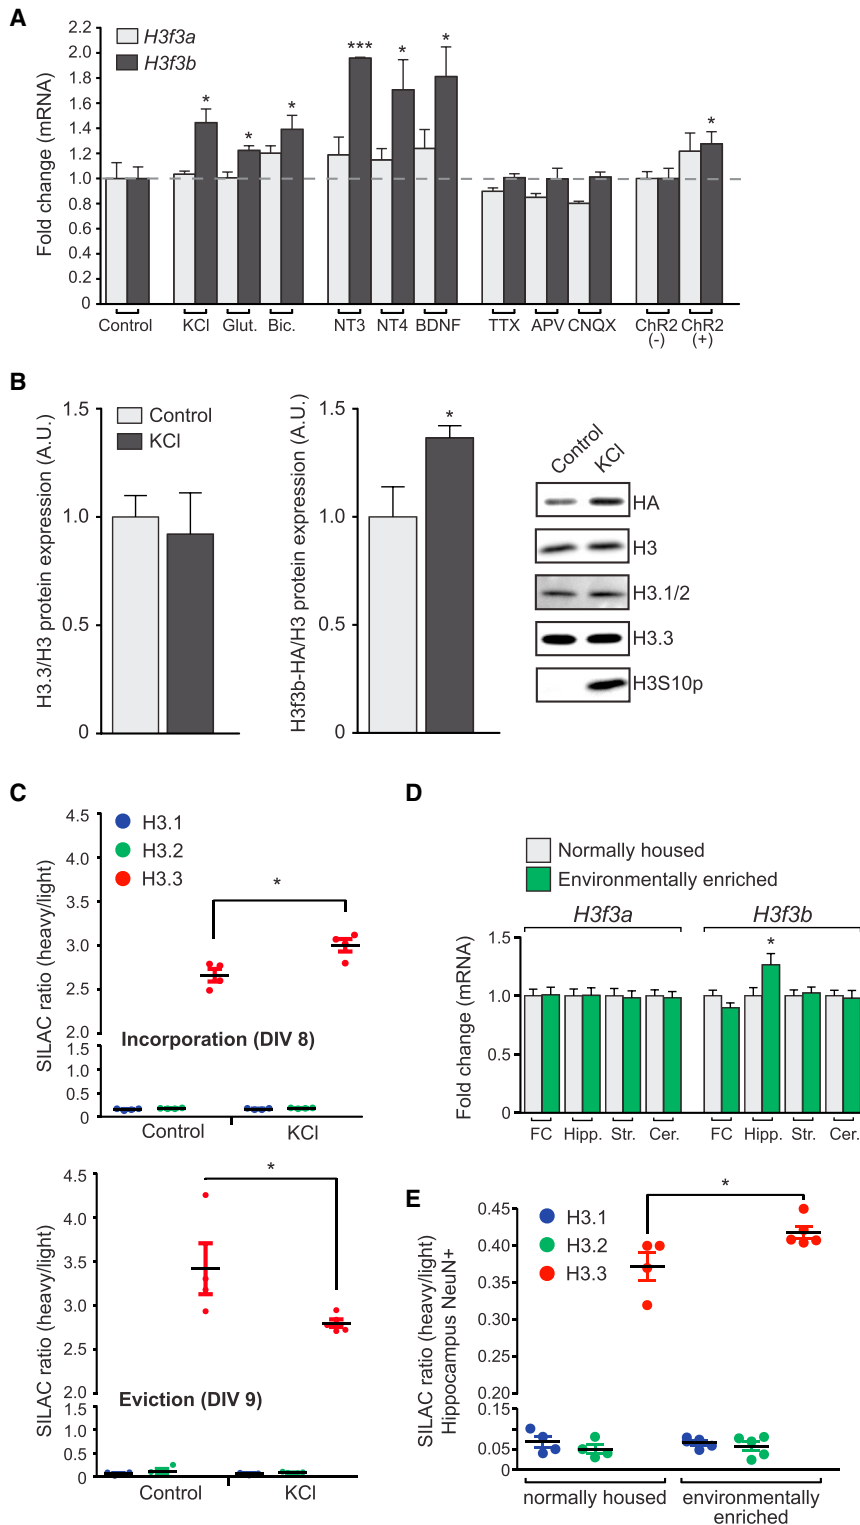 A
Fold change (mRNA)
2.2
2.0
1.8
1.6
1.4
1.2
1.0
0.8
0.6
0.4
0.2
0
H3f3a
H3f3b
* * * *** * * *
Control KCl Glut. Bic. NT3 NT4 BDNF TTX APV CNQX ChR2 (-) ChR2 (+)
B
H3.3/H3 protein expression (A.U.)
1.5
1.0
0.5
0
Control
KCl
H3f3b-HA/H3 protein expression (A.U.)
1.5
1.0
0.5
0
*
Control
KCl
HA
H3
H3.1/2
H3.3
H3S10p
C
SILAC ratio (heavy/light)
4.5
4.0
3.5
3.0
2.5
2.0
1.5
1.0
0.5
0
H3.1
H3.2
H3.3
*
Incorporation (DIV 8)
Control KCl
SILAC ratio (heavy/light)
4.5
4.0
3.5
3.0
2.5
2.0
1.5
1.0
0.5
0
*
Eviction (DIV 9)
Control KCl
D
Normally housed
Environmentally enriched
H3f3a H3f3b
Fold change (mRNA)
1.5
1.0
0.5
0
*
FC Hipp. Str. Cer. FC Hipp. Str. Cer.
E
SILAC ratio (heavy/light)
Hippocampus NeuN+
0.45
0.40
0.35
0.30
0.25
0.20
0.15
0.05
0
H3.1
H3.2
H3.3
*
normally housed environmentally
enriched